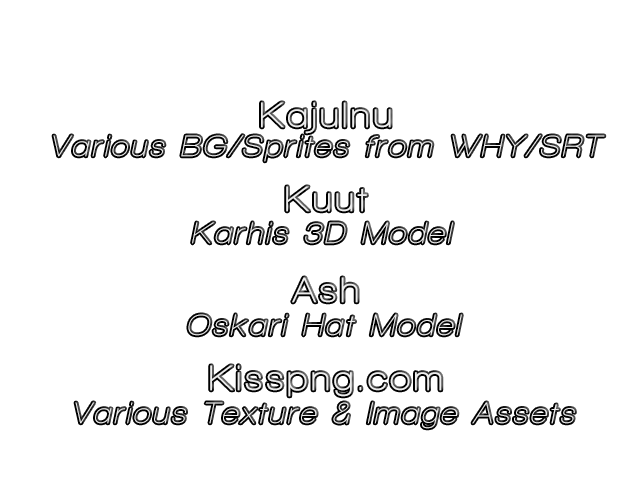 KajuInu
Various BG/Sprites from WHY/SRT
Kuut
Karhis 3D Model
Ash
Oskari Hat Model
Kisspng.com
Various Texture & Image Assets